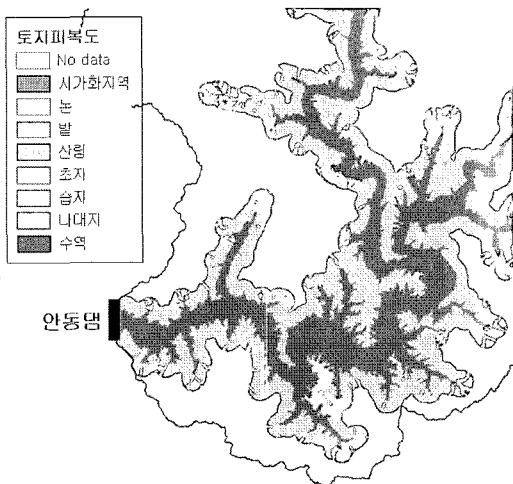 토지피복도
No data
시가화지역
논
밭
산림
초지
습지
나대지
수역
안동댐